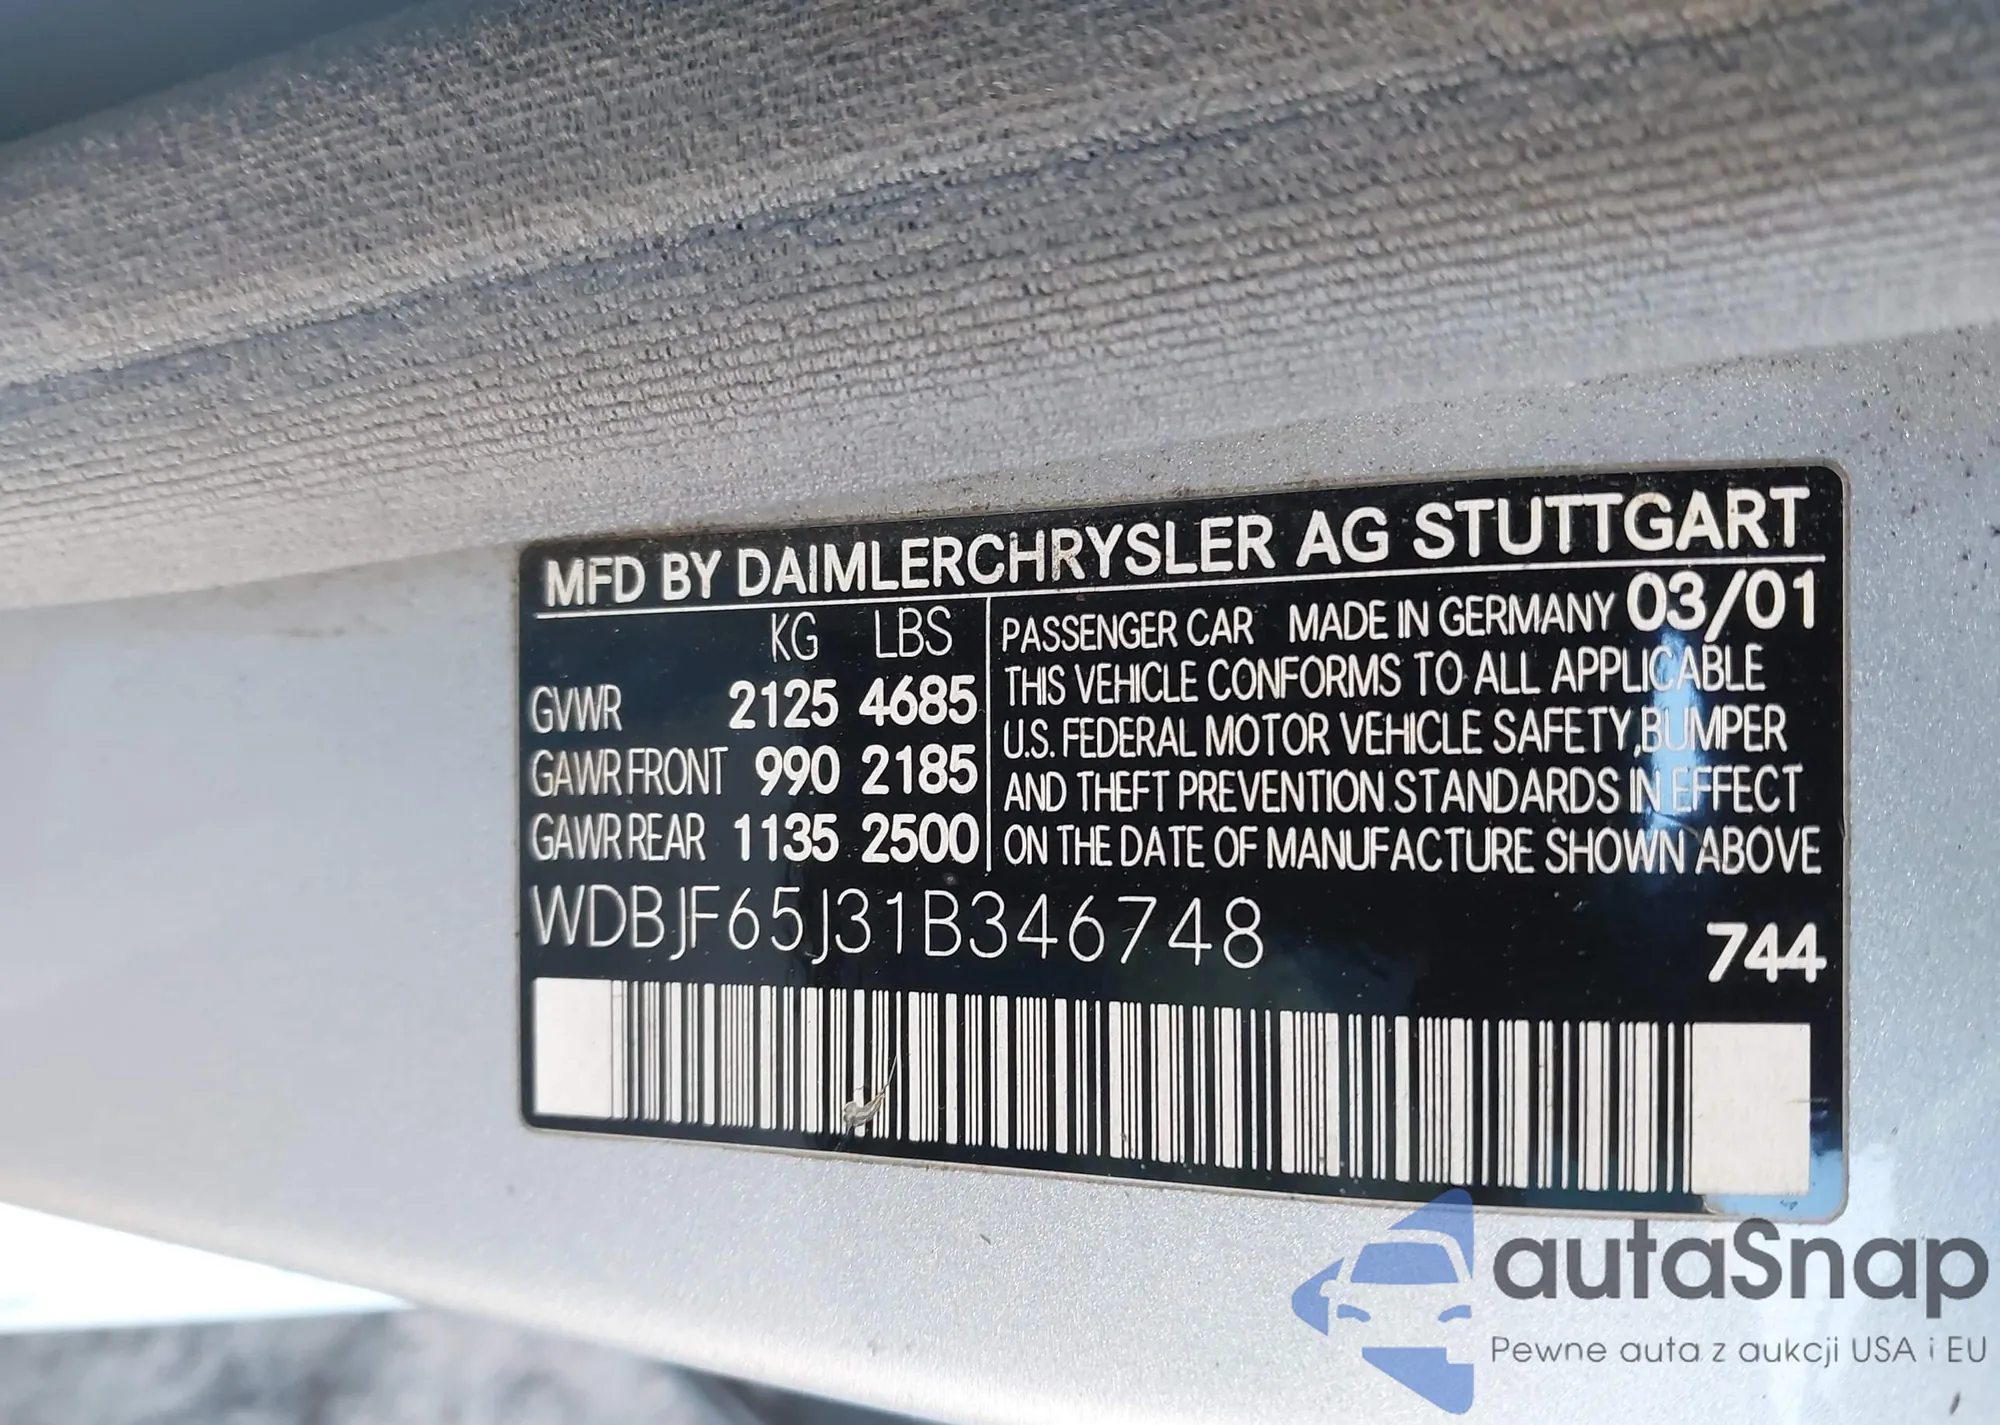 MFD BY DAIMLERCHRYSLER AG STUTTGART
KG LBS
GVWR 2125 4685
GAWR FRONT 990 2185
GAWR REAR 1135 2500
PASSENGER CAR MADE IN GERMANY 03/01
THIS VEHICLE CONFORMS TO ALL APPLICABLE
U.S. FEDERAL MOTOR VEHICLE SAFETY, BUMPER
AND THEFT PREVENTION STANDARDS IN EFFECT
ON THE DATE OF MANUFACTURE SHOWN ABOVE
WDBJF65J31B346748
744
autaSnap
Pewne auta z aukcji USA i EU